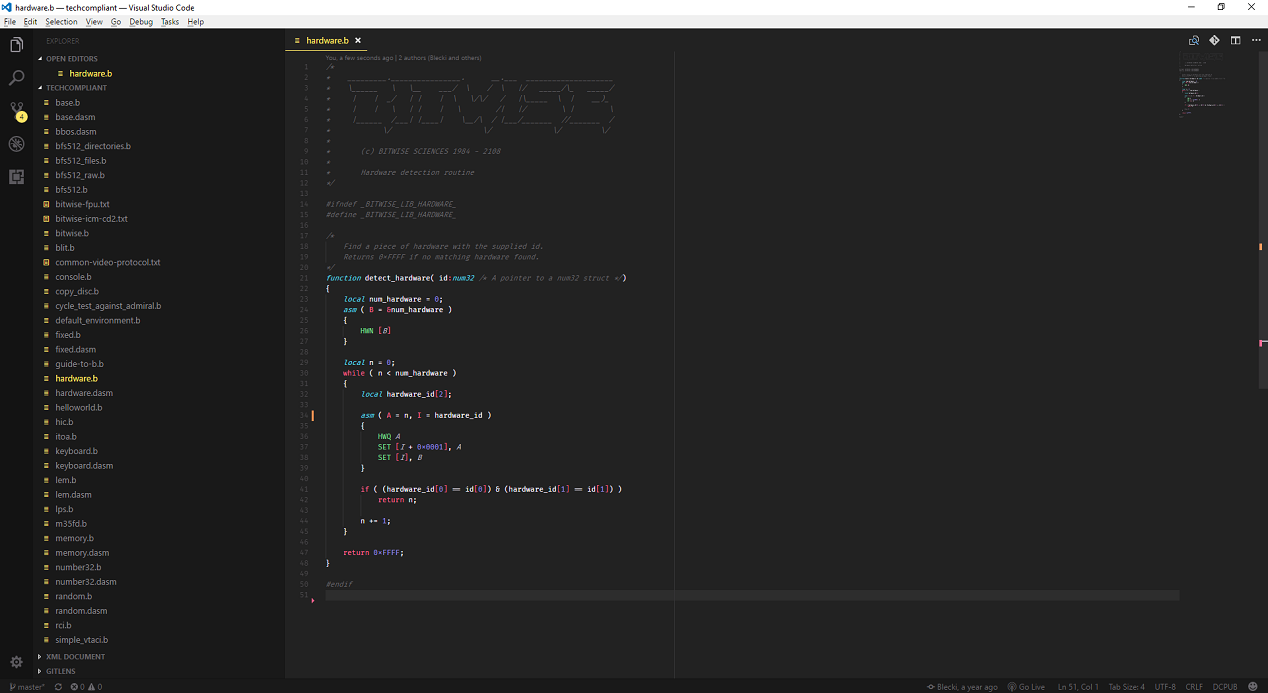 hardware.b — techcompliant — Visual Studio Code
File Edit Selection View Go Debug Tasks Help
EXPLORER
OPEN EDITORS
hardware.b
TECHCOMPLIANT
base.b
base.dasm
bbos.dasm
bfs512_directories.b
bfs512_files.b
bfs512_raw.b
bfs512.b
bitwise-fpu.txt
bitwise-icm-cd2.txt
bitwise.b
blit.b
common-video-protocol.txt
console.b
copy_disc.b
cycle_test_against_admiral.b
default_environment.b
fixed.b
fixed.dasm
guide-to-b.b
hardware.b
hardware.dasm
helloworld.b
hic.b
itoa.b
keyboard.b
keyboard.dasm
lem.b
lem.dasm
lps.b
m35fd.b
memory.b
memory.dasm
number32.b
number32.dasm
random.b
random.dasm
rci.b
simple_vtaci.b
XML DOCUMENT
GITLENS
4
hardware.b
You, a few seconds ago | 2 authors (Blecki and others)
1 /*
2 *
3 *
4 *
5 *
6 *
7 *
8 *
9 * (c) BITWISE SCIENCES 1984 - 2108
10 *
11 * Hardware detection routine
12 */
13
14 #ifndef _BITWISE_LIB_HARDWARE_
15 #define _BITWISE_LIB_HARDWARE_
16
17 /*
18 Find a piece of hardware with the supplied id.
19 Returns 0xFFFF if no matching hardware found.
20 */
21 function detect_hardware( id:num32 /* A pointer to a num32 struct */)
22 {
23 local num_hardware = 0;
24 asm ( B = &num_hardware )
25 {
26 HWN [B]
27 }
28
29 local n = 0;
30 while ( n < num_hardware )
31 {
32 local hardware_id[2];
33
34 asm ( A = n, I = hardware_id )
35 {
36 HWQ A
37 SET [I + 0x0001], A
38 SET [I], B
39 }
40
41 if ( (hardware_id[0] == id[0]) & (hardware_id[1] == id[1]) )
42 return n;
43
44 n += 1;
45 }
46
47 return 0xFFFF;
48 }
49
50 #endif
51
master* 0 0 Blecki, a year ago Go Live Ln 51, Col 1 Tab Size: 4 UTF-8 CRLF DCPUB